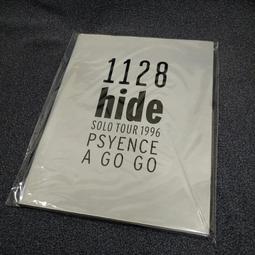 1128
hide
SOLO TOUR 1996
PSYENCE
A GO GO